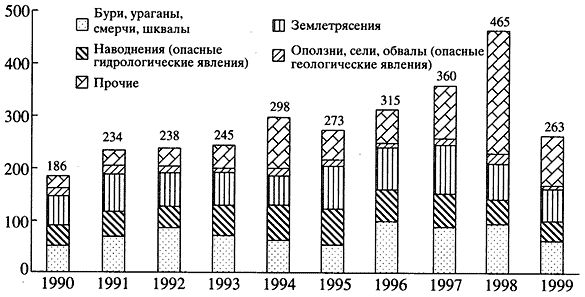 500
400
300
200
100
0
Бури, ураганы,
смерчи, шквалы
Наводнения (опасные
гидрологические явления)
Прочие
Землетрясения
Оползни, сели, обвалы (опасные
геологические явления)
186
234
238
245
298
273
315
360
465
263
1990 1991 1992 1993 1994 1995 1996 1997 1998 1999